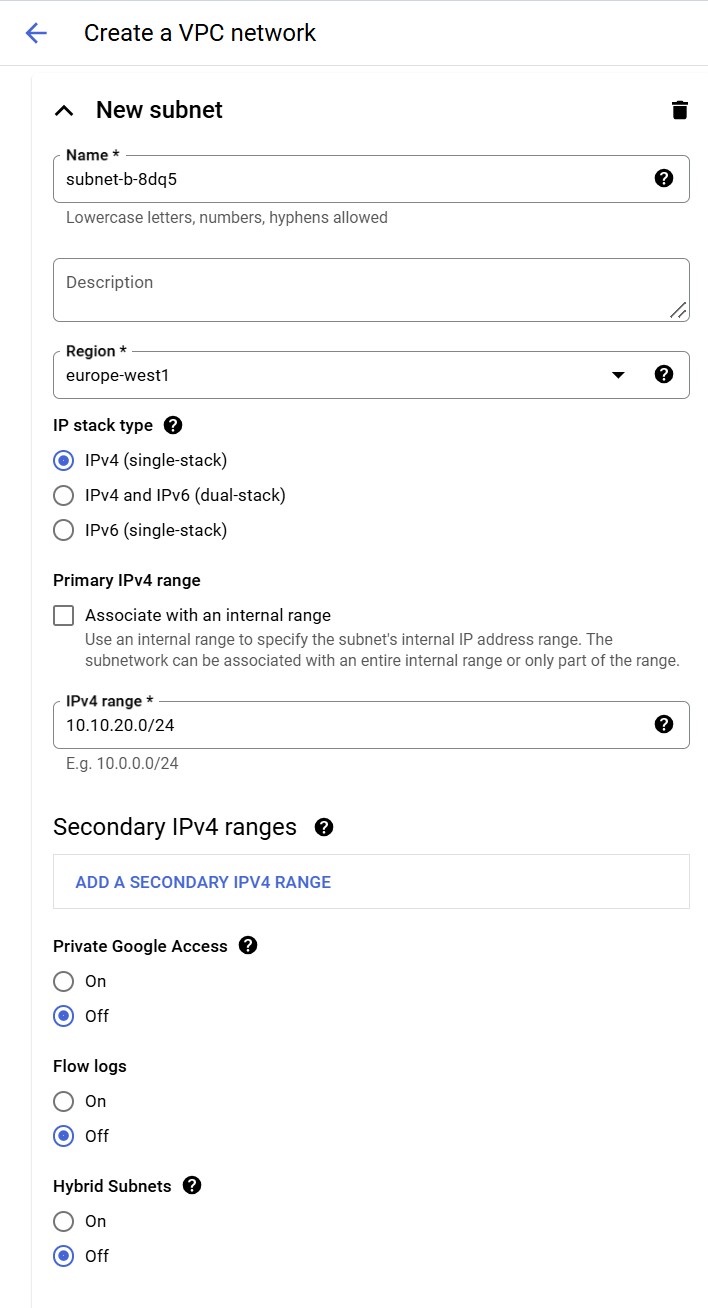 Create a VPC network
New subnet
Name *
subnet-b-8dq5
Lowercase letters, numbers, hyphens allowed
Description
Region *
europe-west1
IP stack type
IPv4 (single-stack)
IPv4 and IPv6 (dual-stack)
IPv6 (single-stack)
Primary IPv4 range
Associate with an internal range
Use an internal range to specify the subnet's internal IP address range. The
subnetwork can be associated with an entire internal range or only part of the range.
IPv4 range *
10.10.20.0/24
E.g. 10.0.0.0/24
Secondary IPv4 ranges
ADD A SECONDARY IPV4 RANGE
Private Google Access
On
Off
Flow logs
On
Off
Hybrid Subnets
On
Off